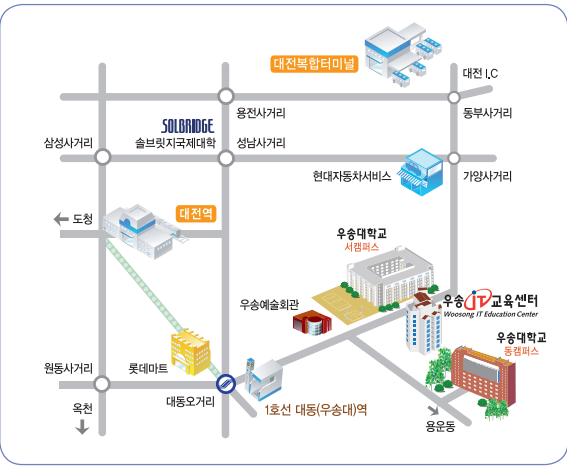 대전복합터미널
대전 I.C
용전사거리
동부사거리
SOLBRIDGE
솔브릿지국제대학
삼성사거리
성남사거리
현대자동차서비스
가양사거리
도청
대전역
우송대학교
서캠퍼스
우송예술회관
우송IT교육센터
Woosong IT Education Center
우송대학교
동캠퍼스
원동사거리
롯데마트
대동오거리
1호선 대동(우송대)역
옥천
용운동